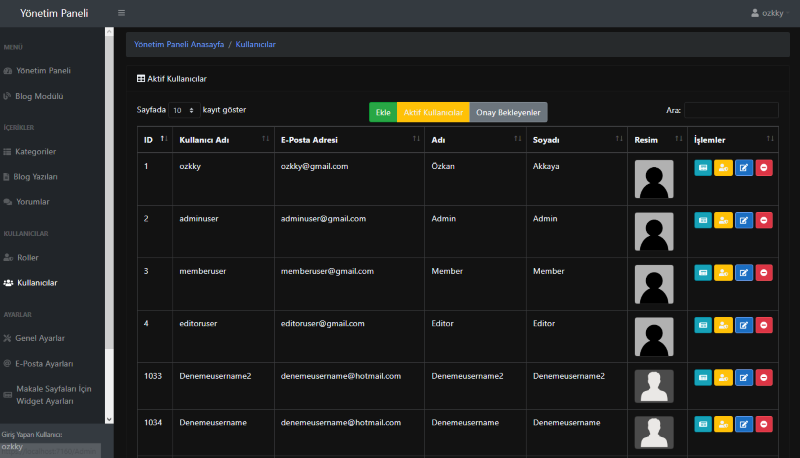 Yönetim Paneli
ozkky
MENÜ
Yönetim Paneli
Blog Modülü
İÇERİKLER
Kategoriler
Blog Yazıları
Yorumlar
KULLANICILAR
Roller
Kullanıcılar
AYARLAR
Genel Ayarlar
E-Posta Ayarları
Makale Sayfaları İçin
Widget Ayarları
Giriş Yapan Kullanıcı:
ozkky
Yönetim Paneli Anasayfa / Kullanıcılar
Aktif Kullanıcılar
Sayfada 10 kayıt göster
Ekle Aktif Kullanıcılar Onay Bekleyenler
Ara:
ID Kullanıcı Adı E-Posta Adresi Adı Soyadı Resim İşlemler
1 ozkky ozkky@gmail.com Özkan Akkaya
2 adminuser adminuser@gmail.com Admin Admin
3 memberuser memberuser@gmail.com Member Member
4 editoruser editoruser@gmail.com Editor Editor
1033 Denemeusername2 denemeusername@hotmail.com Denemeusername2 Denemeusername2
1034 Denemeusername denemeusername@hotmail.com Denemeusername Denemeusername